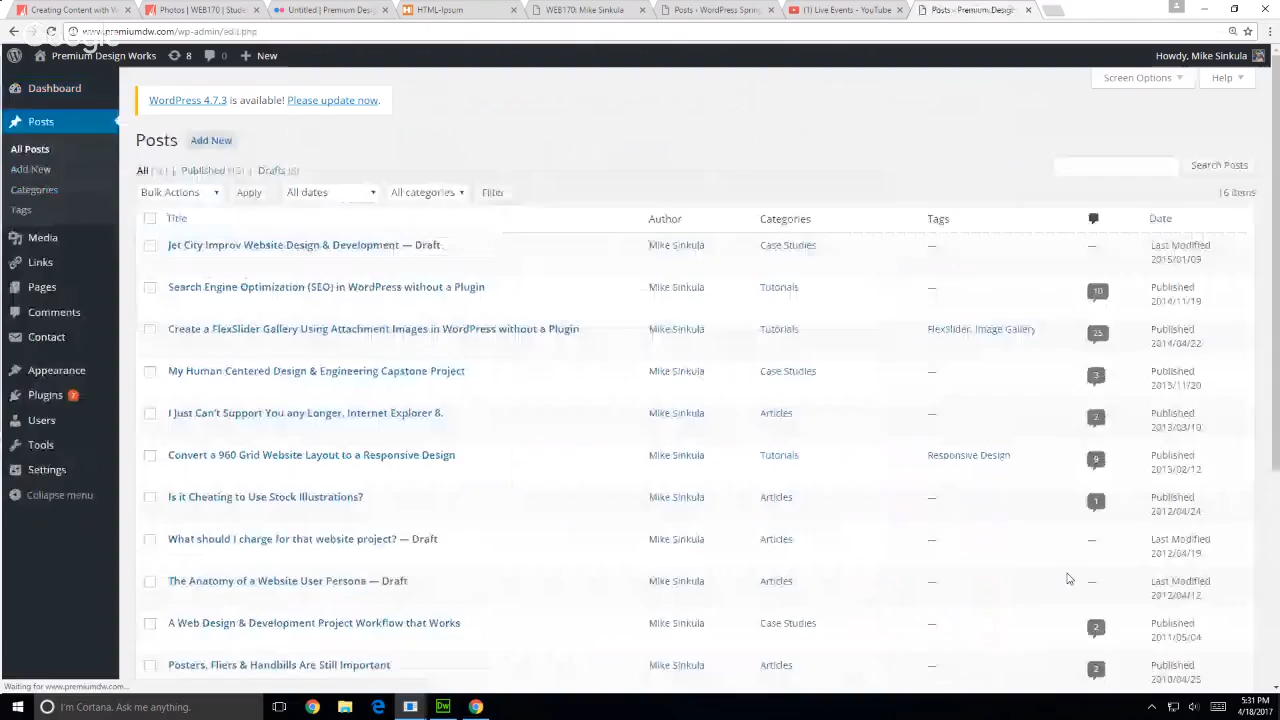 Creating Content with W
Photos | WEB170 | Stude
Untitled | Premium Desi
HTML-Ipsum
WEB170: Mike Sinkula
Posts ‹ WordPress Spring
(1) Live Events - YouTube
Posts ‹ Premium Design
www.premiumdw.com/wp-admin/edit.php
Google
Premium Design Works
8
0
+ New
Howdy, Mike Sinkula
Screen Options
Help
WordPress 4.7.3 is available! Please update now.
Dashboard
Posts
All Posts
Add New
Categories
Tags
Media
Links
Pages
Comments
Contact
Appearance
Plugins 7
Users
Tools
Settings
Collapse menu
Posts Add New
All | Published | Drafts
Search Posts
Bulk Actions Apply All dates All categories Filter
16 items
Title Author Categories Tags Date
Jet City Improv Website Design & Development — Draft Mike Sinkula Case Studies — — Last Modified
2015/01/09
Search Engine Optimization (SEO) in WordPress without a Plugin Mike Sinkula Tutorials — 10 Published
2014/11/19
Create a FlexSlider Gallery Using Attachment Images in WordPress without a Plugin Mike Sinkula Tutorials FlexSlider, Image Gallery 25 Published
2014/04/22
My Human Centered Design & Engineering Capstone Project Mike Sinkula Case Studies — 3 Published
2013/11/20
I Just Can't Support You any Longer, Internet Explorer 8. Mike Sinkula Articles — 2 Published
2013/03/10
Convert a 960 Grid Website Layout to a Responsive Design Mike Sinkula Tutorials Responsive Design 9 Published
2013/02/12
Is it Cheating to Use Stock Illustrations? Mike Sinkula Articles — 1 Published
2012/04/24
What should I charge for that website project? — Draft Mike Sinkula Articles — — Last Modified
2012/04/19
The Anatomy of a Website User Persona — Draft Mike Sinkula Articles — — Last Modified
2012/04/12
A Web Design & Development Project Workflow that Works Mike Sinkula Case Studies — 2 Published
2011/05/04
Posters, Fliers & Handbills Are Still Important Mike Sinkula Articles — 2 Published
2010/04/25
Waiting for www.premiumdw.com...
I'm Cortana. Ask me anything.
5:31 PM
4/18/2017